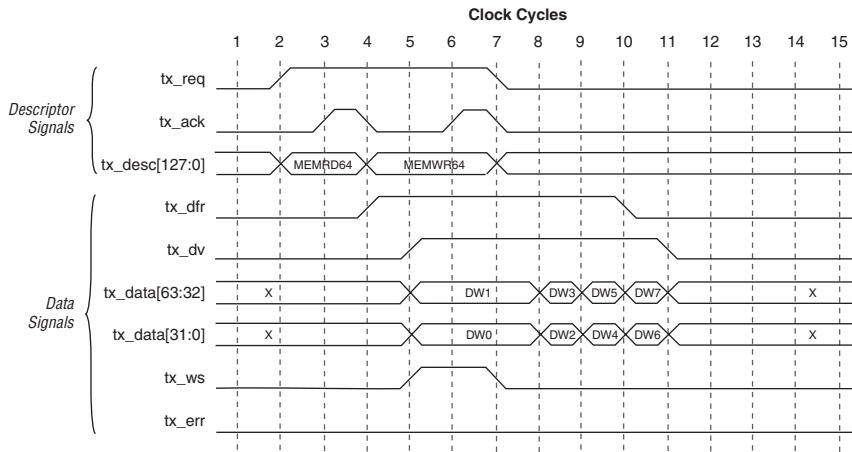 Clock Cycles
1 2 3 4 5 6 7 8 9 10 11 12 13 14 15
Descriptor
Signals
tx_req
tx_ack
tx_desc[127:0] MEMRD64 MEMWR64
Data
Signals
tx_dfr
tx_dv
tx_data[63:32] X DW1 DW3 DW5 DW7 X
tx_data[31:0] X DW0 DW2 DW4 DW6 X
tx_ws
tx_err